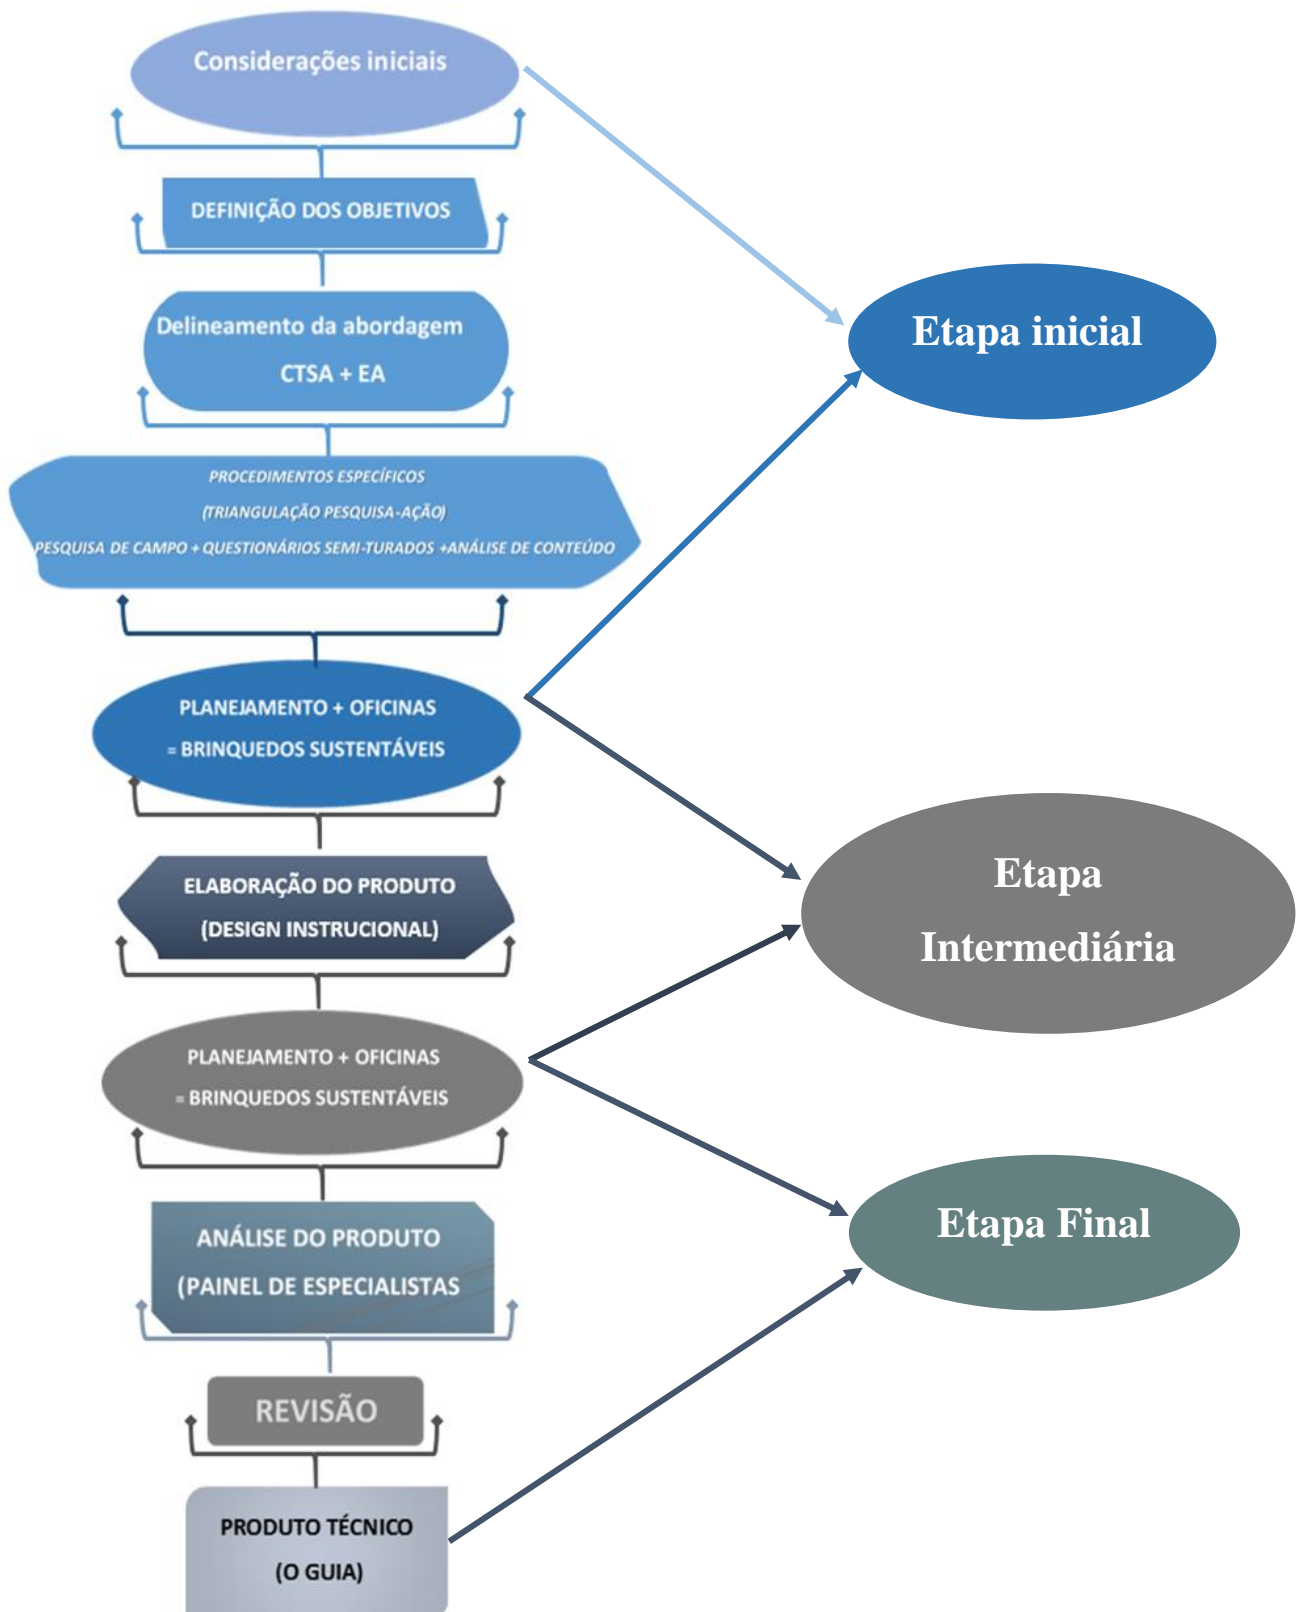 Considerações iniciais
DEFINIÇÃO DOS OBJETIVOS
Delineamento da abordagem
CTSA + EA
PROCEDIMENTOS ESPECÍFICOS
(TRIANGULAÇÃO PESQUISA-AÇÃO)
PESQUISA DE CAMPO + QUESTIONÁRIOS SEMI-TURADOS +ANÁLISE DE CONTEÚDO
PLANEJAMENTO + OFICINAS
= BRINQUEDOS SUSTENTÁVEIS
ELABORAÇÃO DO PRODUTO
(DESIGN INSTRUCIONAL)
PLANEJAMENTO + OFICINAS
= BRINQUEDOS SUSTENTÁVEIS
ANÁLISE DO PRODUTO
(PAINEL DE ESPECIALISTAS
REVISÃO
PRODUTO TÉCNICO
(O GUIA)
Etapa inicial
Etapa
Intermediária
Etapa Final